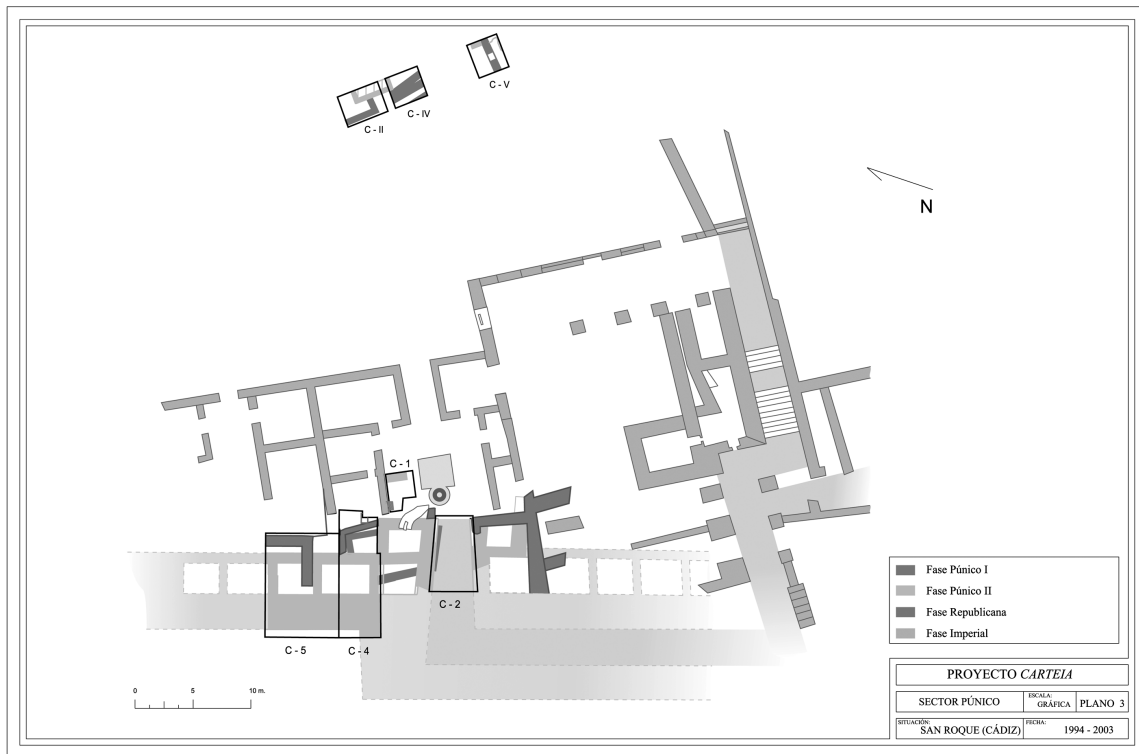 C - V
C - IV
C - II
N
C - 1
C - 2
C - 5
C - 4
0 5 10 m.
Fase Púnico I
Fase Púnico II
Fase Republicana
Fase Imperial
PROYECTO CARTEIA
SECTOR PÚNICO
ESCALA:
GRÁFICA
PLANO 3
SITUACIÓN:
SAN ROQUE (CÁDIZ)
FECHA:
1994 - 2003